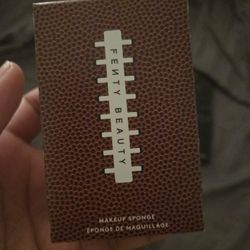 FENTY BEAUTY
MAKEUP SPONGE
ÉPONGE DE MAQUILLAGE